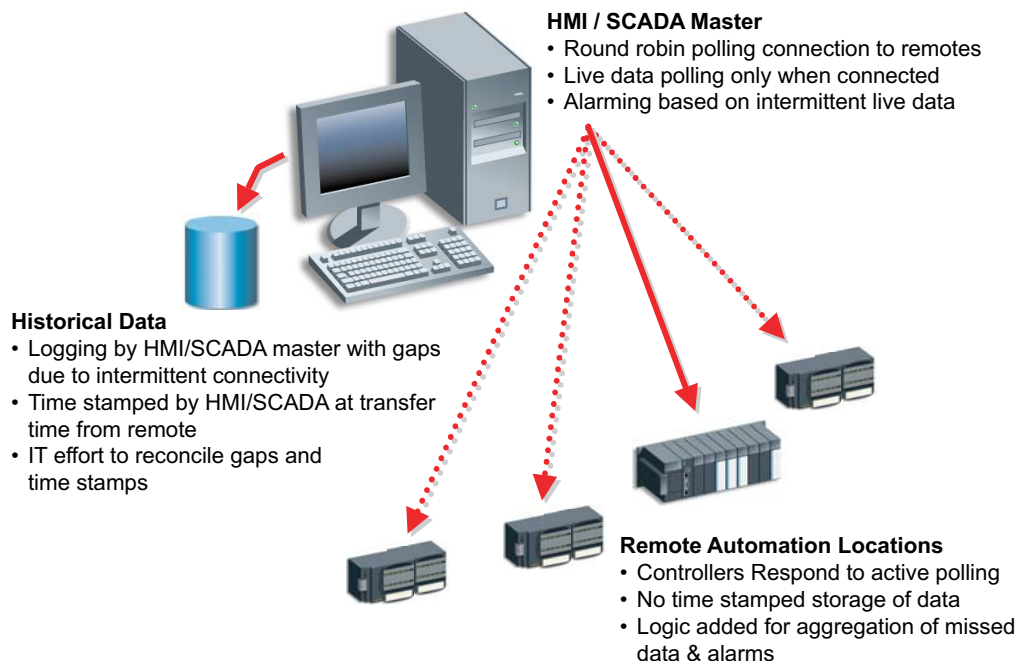 HMI / SCADA Master
• Round robin polling connection to remotes
• Live data polling only when connected
• Alarming based on intermittent live data
Historical Data
• Logging by HMI/SCADA master with gaps
due to intermittent connectivity
• Time stamped by HMI/SCADA at transfer
time from remote
• IT effort to reconcile gaps and
time stamps
Remote Automation Locations
• Controllers Respond to active polling
• No time stamped storage of data
• Logic added for aggregation of missed
data & alarms